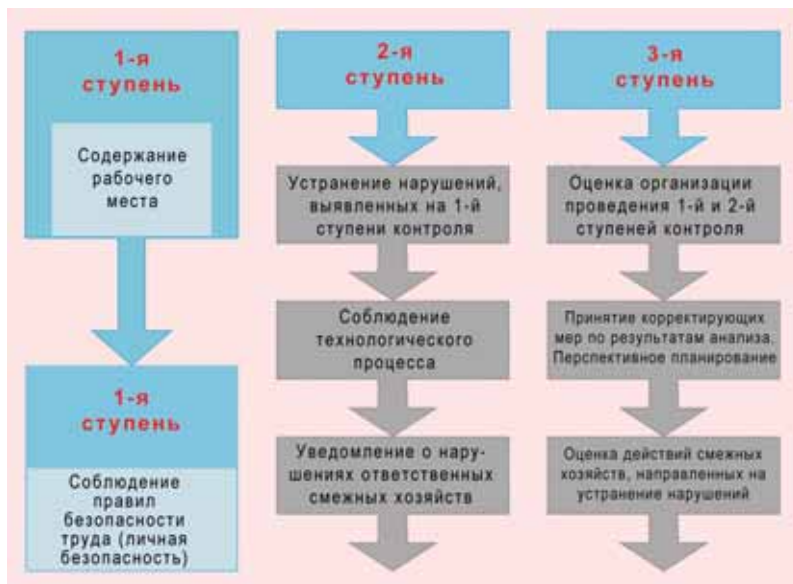 1-я
ступень
Содержание
рабочего
места
1-я
ступень
Соблюдение
правил
безопасности
труда (личная
безопасность)
2-я
ступень
Устранение нарушений,
выявленных на 1-й
ступени контроля
Соблюдение
технологического
процесса
Уведомление о нару-
шениях ответственных
смежных хозяйств
3-я
ступень
Оценка организации
проведения 1-й и 2-й
ступеней контроля
Принятие корректирующих
мер по результатам анализа.
Перспективное планирование
Оценка действий смежных
хозяйств, направленных на
устранение нарушений